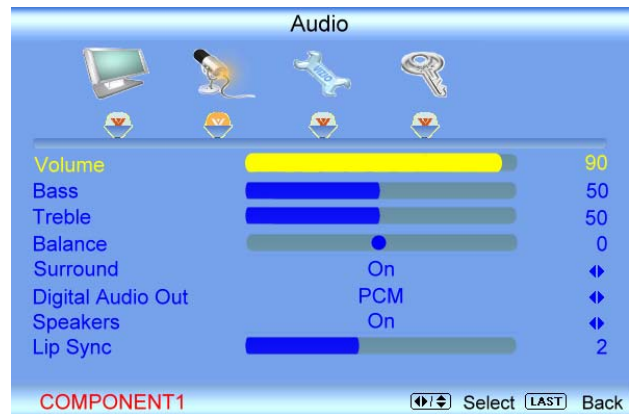 Audio
VIZIO
Volume 90
Bass 50
Treble 50
Balance 0
Surround On
Digital Audio Out PCM
Speakers On
Lip Sync 2
COMPONENT1 Select LAST Back